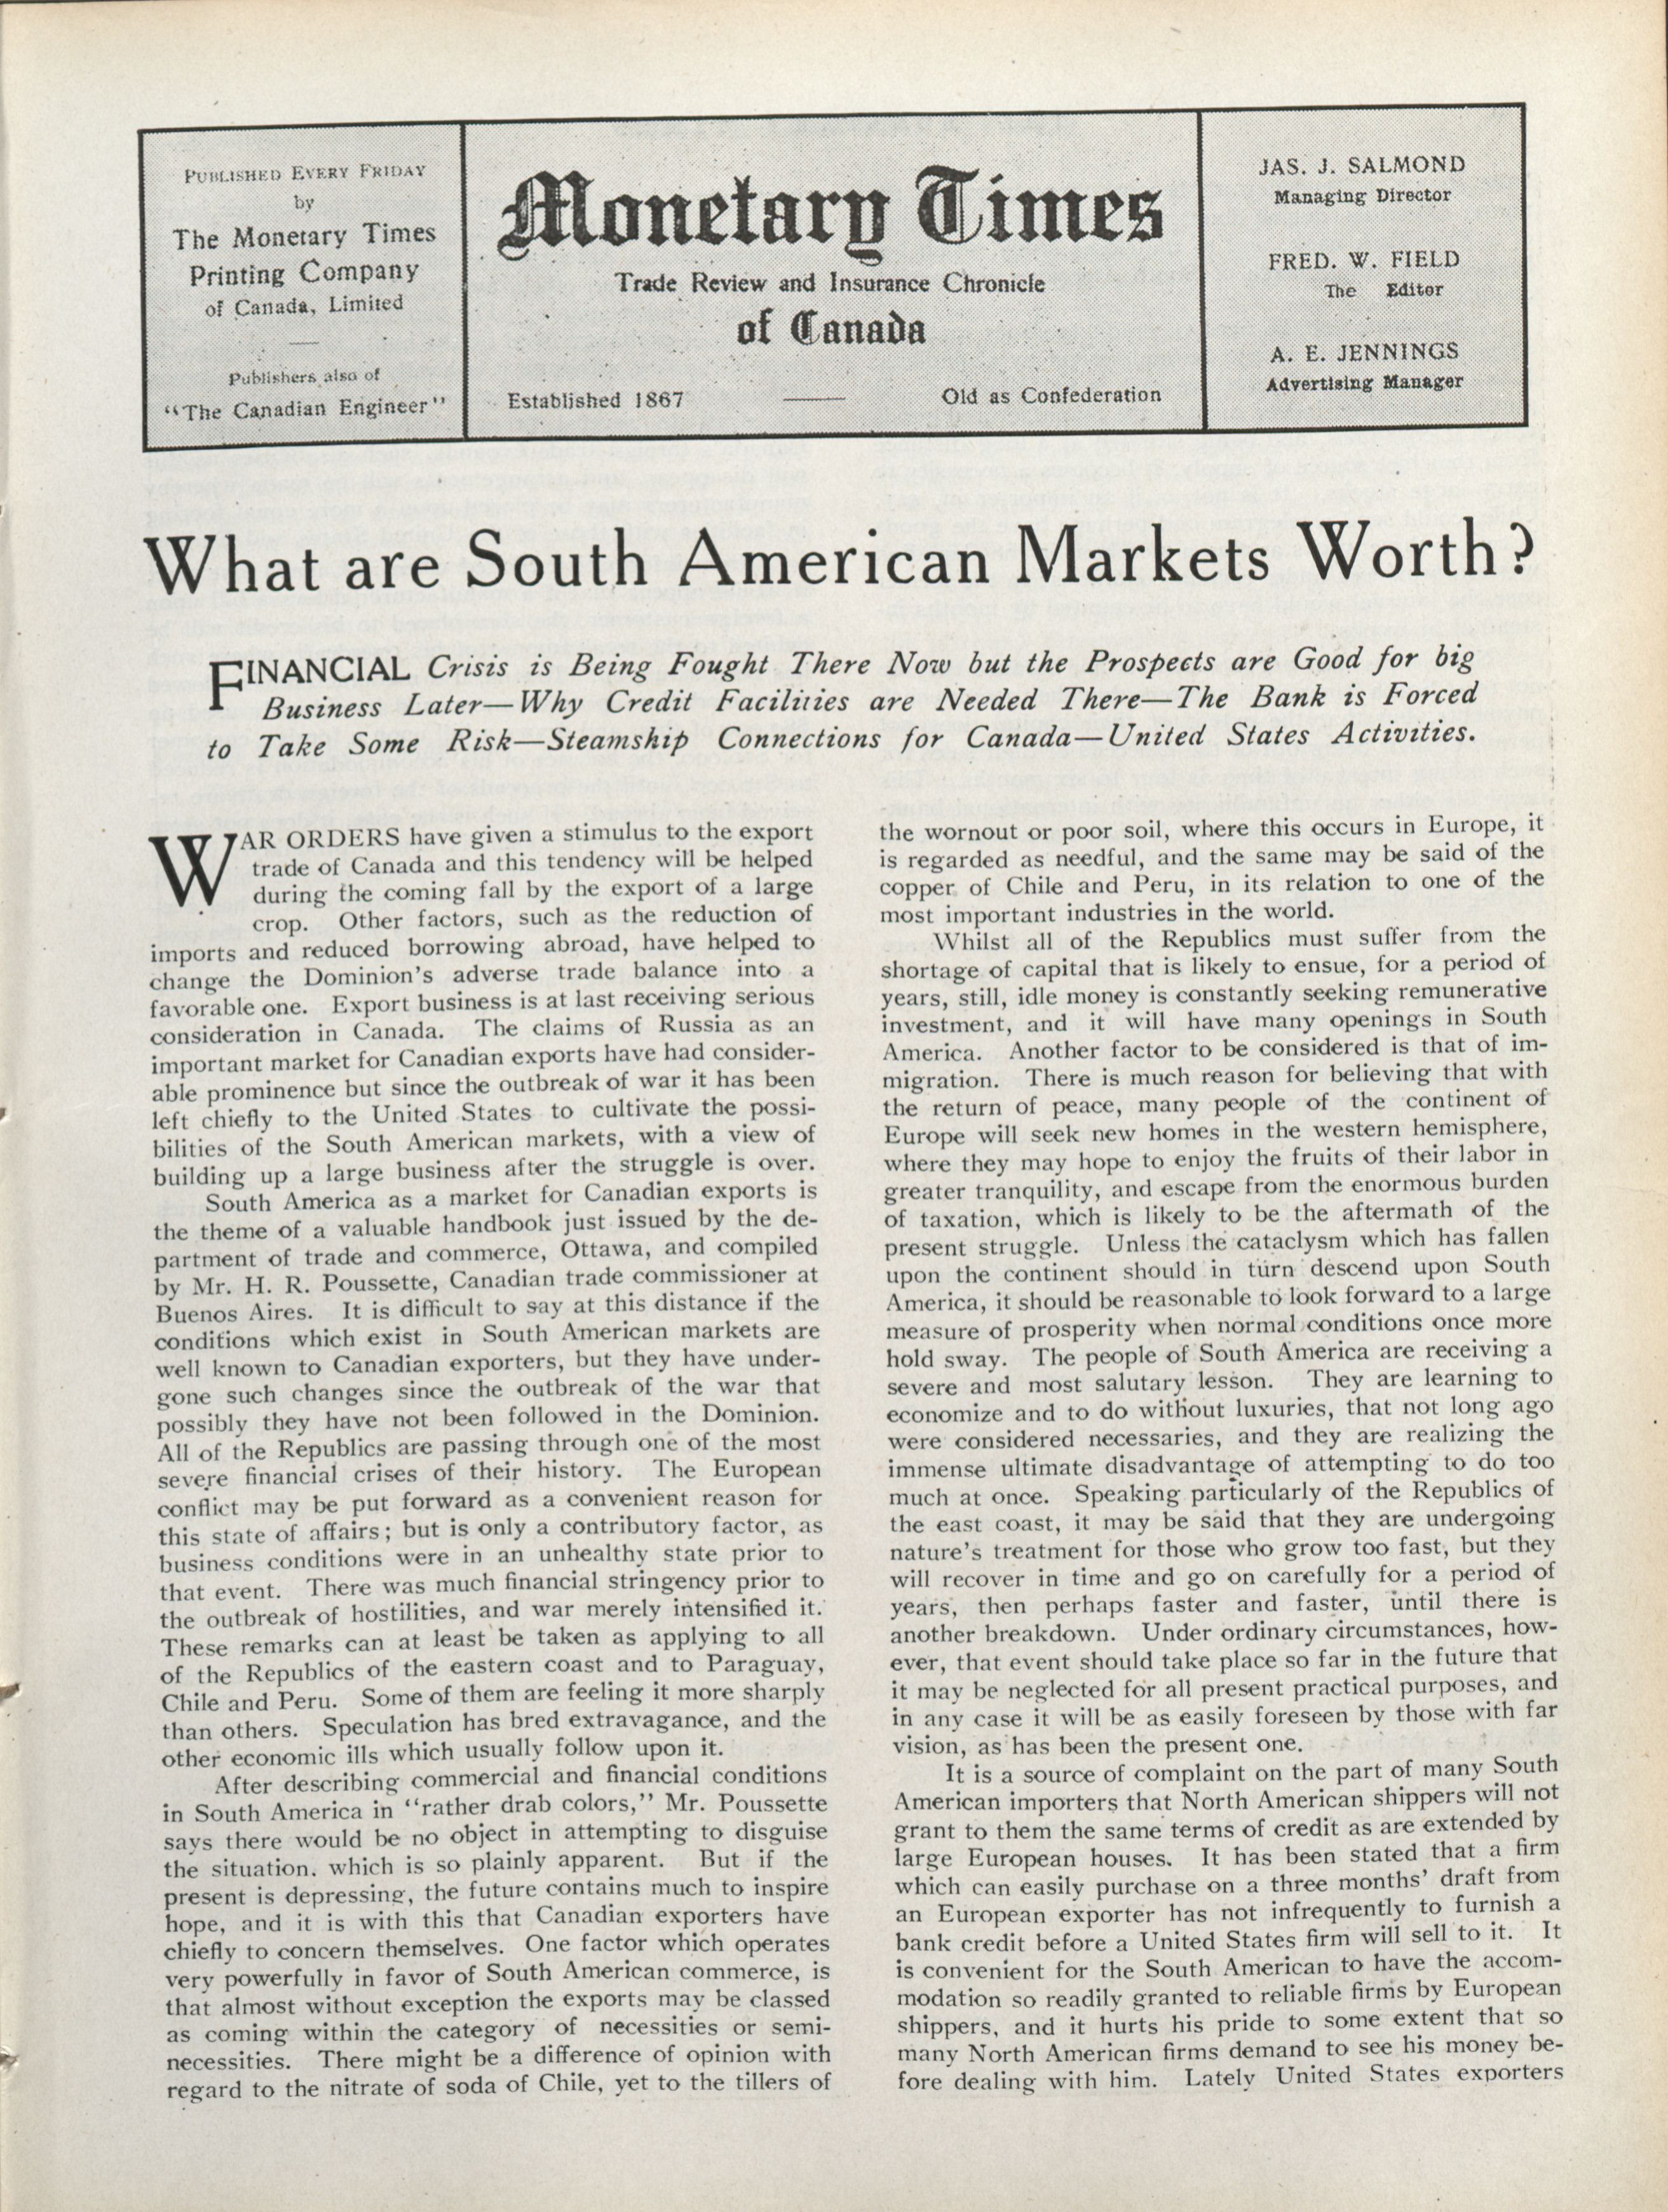 PUBLISHED EVERY FRIDAY
by
The Monetary Times
Printing Company
of Canada, Limited
Publishers also of
"The Canadian Engineer"
Monetary Times
Trade Review and Insurance Chronicle
of Canada
Established 1867
Old as Confederation
JAS. J. SALMOND
Managing Director
FRED. W. FIELD
The Editor
A. E. JENNINGS
Advertising Manager
What are South American Markets Worth?
FINANCIAL Crisis is Being Fought There Now but the Prospects are Good for big
Business Later—Why Credit Facilities are Needed There—The Bank is Forced
to Take Some Risk—Steamship Connections for Canada—United States Activities.
WAR ORDERS have given a stimulus to the export
trade of Canada and this tendency will be helped
during the coming fall by the export of a large
crop. Other factors, such as the reduction of
imports and reduced borrowing abroad, have helped to
change the Dominion's adverse trade balance into a
favorable one. Export business is at last receiving serious
consideration in Canada. The claims of Russia as an
important market for Canadian exports have had consider-
able prominence but since the outbreak of war it has been
left chiefly to the United States to cultivate the possi-
bilities of the South American markets, with a view of
building up a large business after the struggle is over.
South America as a market for Canadian exports is
the theme of a valuable handbook just issued by the de-
partment of trade and commerce, Ottawa, and compiled
by Mr. H. R. Poussette, Canadian trade commissioner at
Buenos Aires. It is difficult to say at this distance if the
conditions which exist in South American markets are
well known to Canadian exporters, but they have under-
gone such changes since the outbreak of the war that
possibly they have not been followed in the Dominion.
All of the Republics are passing through one of the most
severe financial crises of their history. The European
conflict may be put forward as a convenient reason for
this state of affairs; but is only a contributory factor, as
business conditions were in an unhealthy state prior to
that event. There was much financial stringency prior to
the outbreak of hostilities, and war merely intensified it.
These remarks can at least be taken as applying to all
of the Republics of the eastern coast and to Paraguay,
Chile and Peru. Some of them are feeling it more sharply
than others. Speculation has bred extravagance, and the
other economic ills which usually follow upon it.
After describing commercial and financial conditions
in South America in "rather drab colors," Mr. Poussette
says there would be no object in attempting to disguise
the situation. which is so plainly apparent. But if the
present is depressing, the future contains much to inspire
hope, and it is with this that Canadian exporters have
chiefly to concern themselves. One factor which operates
very powerfully in favor of South American commerce, is
that almost without exception the exports may be classed
as coming within the category of necessities or semi-
necessities. There might be a difference of opinion with
regard to the nitrate of soda of Chile, yet to the tillers of
the wornout or poor soil, where this occurs in Europe, it
is regarded as needful, and the same may be said of the
copper of Chile and Peru, in its relation to one of the
most important industries in the world.
Whilst all of the Republics must suffer from the
shortage of capital that is likely to ensue, for a period of
years, still, idle money is constantly seeking remunerative
investment, and it will have many openings in South
America. Another factor to be considered is that of im-
migration. There is much reason for believing that with
the return of peace, many people of the continent of
Europe will seek new homes in the western hemisphere,
where they may hope to enjoy the fruits of their labor in
greater tranquility, and escape from the enormous burden
of taxation, which is likely to be the aftermath of the
present struggle. Unless the cataclysm which has fallen
upon the continent should in turn descend upon South
America, it should be reasonable to look forward to a large
measure of prosperity when normal conditions once more
hold sway. The people of South America are receiving a
severe and most salutary lesson. They are learning to
economize and to do without luxuries, that not long ago
were considered necessaries, and they are realizing the
immense ultimate disadvantage of attempting to do too
much at once. Speaking particularly of the Republics of
the east coast, it may be said that they are undergoing
nature's treatment for those who grow too fast, but they
will recover in time and go on carefully for a period of
years, then perhaps faster and faster, until there is
another breakdown. Under ordinary circumstances, how-
ever, that event should take place so far in the future that
it may be neglected for all present practical purposes, and
in any case it will be as easily foreseen by those with far
vision, as has been the present one.
It is a source of complaint on the part of many South
American importers that North American shippers will not
grant to them the same terms of credit as are extended by
large European houses. It has been stated that a firm
which can easily purchase on a three months' draft from
an European exporter has not infrequently to furnish a
bank credit before a United States firm will sell to it. It
is convenient for the South American to have the accom-
modation so readily granted to reliable firms by European
shippers, and it hurts his pride to some extent that so
many North American firms demand to see his money be-
fore dealing with him. Lately United States exporters